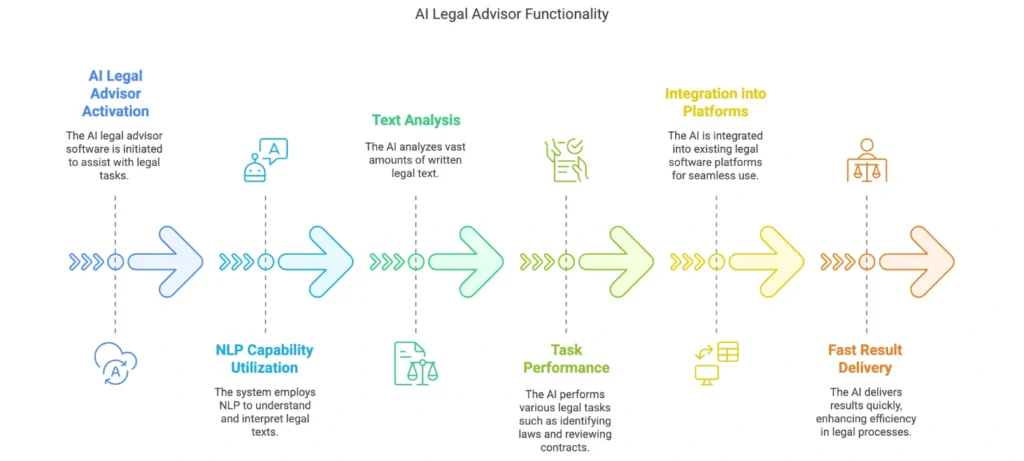 AI Legal Advisor Functionality
AI Legal
Advisor
Activation
The AI legal advisor
software is initiated
to assist with legal
tasks.
A
A
NLP Capability
Utilization
The system employs
NLP to understand
and interpret legal
texts.
Text Analysis
The AI analyzes vast
amounts of written
legal text.
Task
Performance
The AI performs
various legal tasks
such as identifying
laws and reviewing
contracts.
Integration into
Platforms
The AI is integrated
into existing legal
software platforms
for seamless use.
Fast Result
Delivery
The AI delivers
results quickly,
enhancing efficiency
in legal processes.